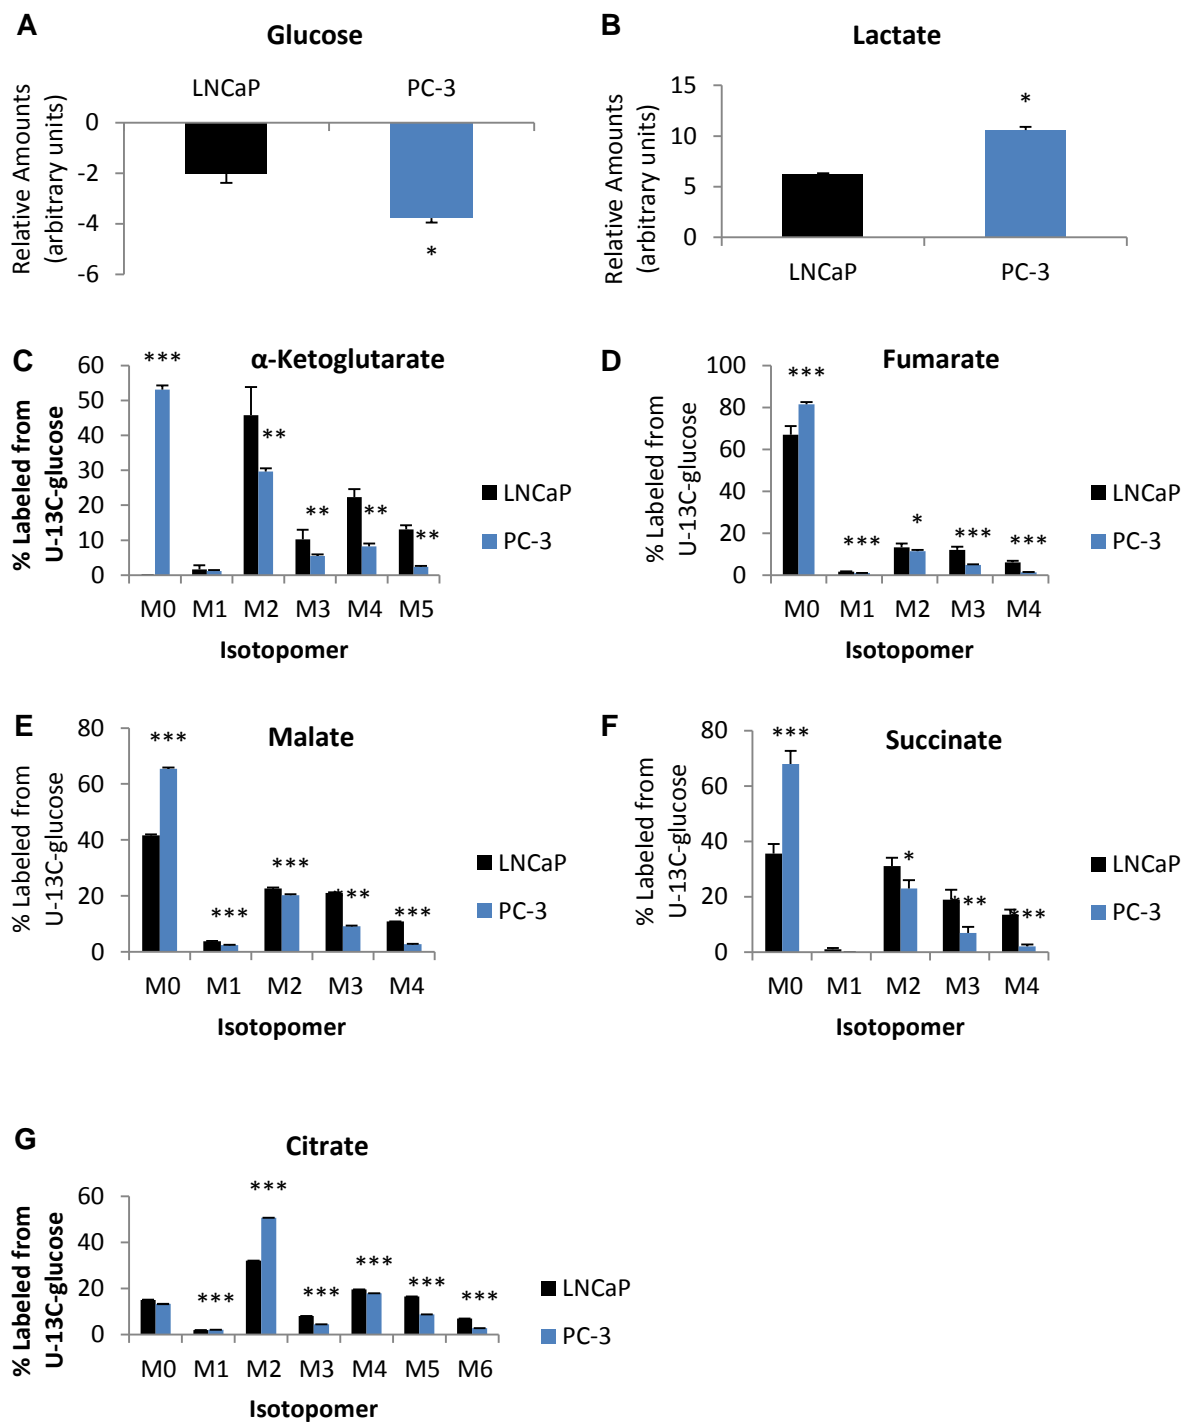 A
Glucose
LNCaP PC-3
0
-2
-4
-6
Relative Amounts
(arbitrary units)
*
B
Lactate
15
10
5
0
Relative Amounts
(arbitrary units)
*
LNCaP PC-3
C
α-Ketoglutarate
% Labeled from
U-13C-glucose
60
50
40
30
20
10
0
***
**
**
**
**
M0 M1 M2 M3 M4 M5
Isotopomer
LNCaP
PC-3
D
Fumarate
% Labeled from
U-13C-glucose
100
80
60
40
20
0
***
***
*
***
***
M0 M1 M2 M3 M4
Isotopomer
LNCaP
PC-3
E
Malate
% Labeled from
U-13C-glucose
80
60
40
20
0
***
***
***
***
***
M0 M1 M2 M3 M4
Isotopomer
LNCaP
PC-3
F
Succinate
% Labeled from
U-13C-glucose
80
60
40
20
0
***
*
***
***
M0 M1 M2 M3 M4
Isotopomer
LNCaP
PC-3
G
Citrate
% Labeled from
U-13C-glucose
60
40
20
0
***
***
***
***
***
***
M0 M1 M2 M3 M4 M5 M6
Isotopomer
LNCaP
PC-3